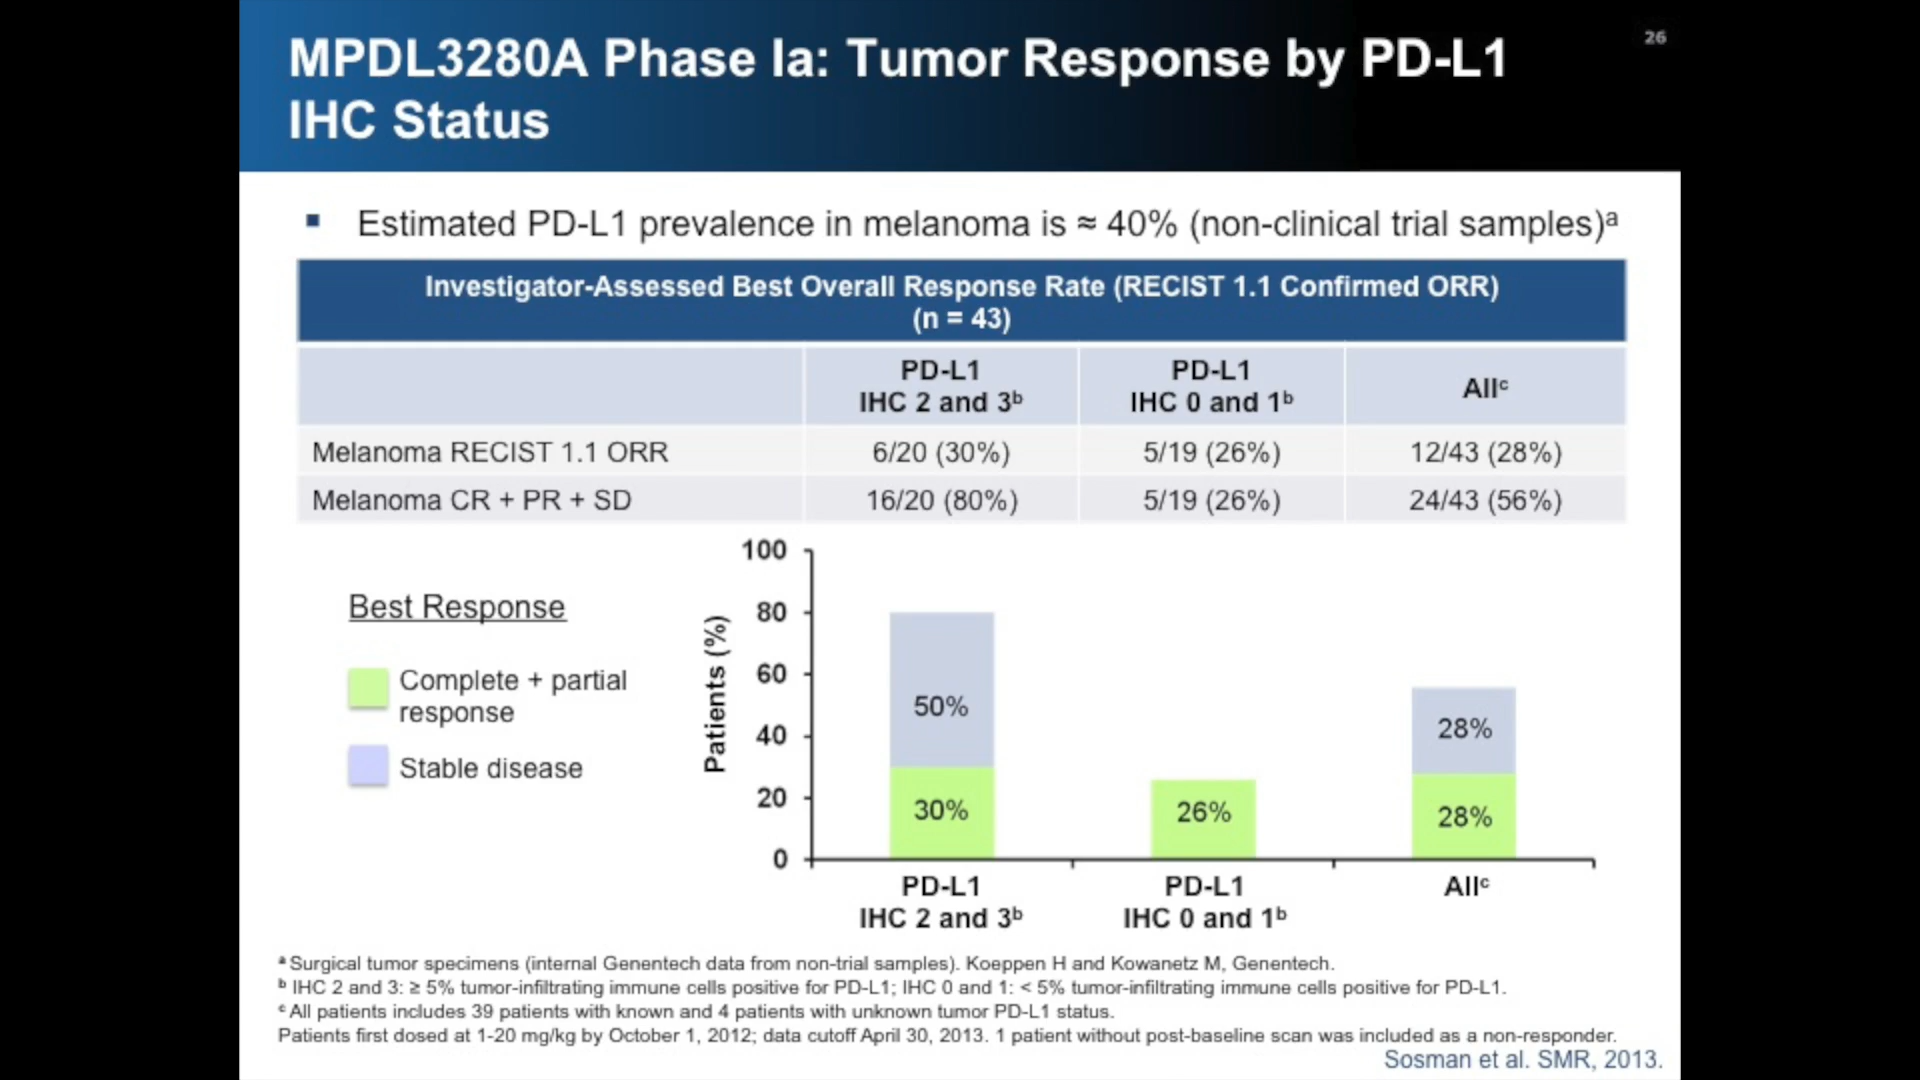 MPDL3280A Phase Ia: Tumor Response by PD-L1
IHC Status
26
▪ Estimated PD-L1 prevalence in melanoma is ≈ 40% (non-clinical trial samples)ᵃ
Investigator-Assessed Best Overall Response Rate (RECIST 1.1 Confirmed ORR)
(n = 43)
PD-L1
IHC 2 and 3ᵇ
PD-L1
IHC 0 and 1ᵇ
Allᶜ
Melanoma RECIST 1.1 ORR 6/20 (30%) 5/19 (26%) 12/43 (28%)
Melanoma CR + PR + SD 16/20 (80%) 5/19 (26%) 24/43 (56%)
Best Response
Complete + partial
response
Stable disease
Patients (%)
100
80
60
40
20
0
50%
30%
26%
28%
28%
PD-L1
IHC 2 and 3ᵇ
PD-L1
IHC 0 and 1ᵇ
Allᶜ
ᵃ Surgical tumor specimens (internal Genentech data from non-trial samples). Koeppen H and Kowanetz M, Genentech.
ᵇ IHC 2 and 3: ≥ 5% tumor-infiltrating immune cells positive for PD-L1; IHC 0 and 1: < 5% tumor-infiltrating immune cells positive for PD-L1.
ᶜ All patients includes 39 patients with known and 4 patients with unknown tumor PD-L1 status.
Patients first dosed at 1-20 mg/kg by October 1, 2012; data cutoff April 30, 2013. 1 patient without post-baseline scan was included as a non-responder.
Sosman et al. SMR, 2013.